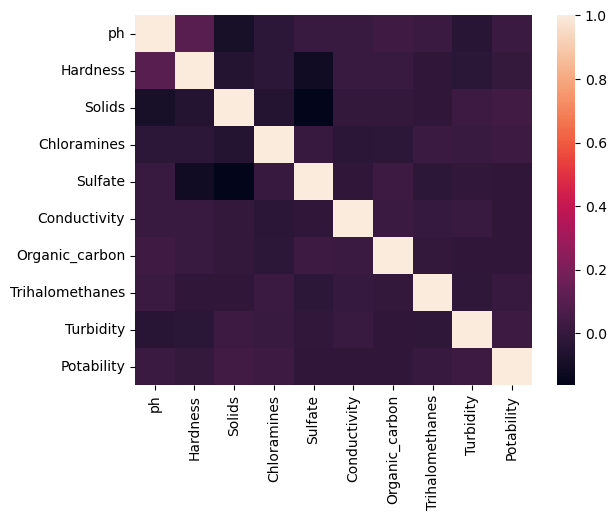 ph
Hardness
Solids
Chloramines
Sulfate
Conductivity
Organic_carbon
Trihalomethanes
Turbidity
Potability
ph
Hardness
Solids
Chloramines
Sulfate
Conductivity
Organic_carbon
Trihalomethanes
Turbidity
Potability
1.0
0.8
0.6
0.4
0.2
0.0